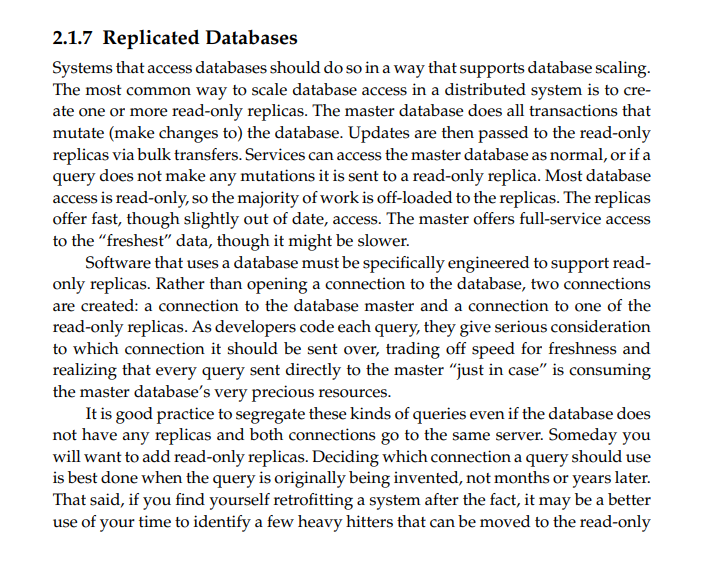 2.1.7 Replicated Databases
Systems that access databases should do so in a way that supports database scaling.
The most common way to scale database access in a distributed system is to cre-
ate one or more read-only replicas. The master database does all transactions that
mutate (make changes to) the database. Updates are then passed to the read-only
replicas via bulk transfers. Services can access the master database as normal, or if a
query does not make any mutations it is sent to a read-only replica. Most database
access is read-only, so the majority of work is off-loaded to the replicas. The replicas
offer fast, though slightly out of date, access. The master offers full-service access
to the “freshest” data, though it might be slower.
Software that uses a database must be specifically engineered to support read-
only replicas. Rather than opening a connection to the database, two connections
are created: a connection to the database master and a connection to one of the
read-only replicas. As developers code each query, they give serious consideration
to which connection it should be sent over, trading off speed for freshness and
realizing that every query sent directly to the master “just in case” is consuming
the master database’s very precious resources.
It is good practice to segregate these kinds of queries even if the database does
not have any replicas and both connections go to the same server. Someday you
will want to add read-only replicas. Deciding which connection a query should use
is best done when the query is originally being invented, not months or years later.
That said, if you find yourself retrofitting a system after the fact, it may be a better
use of your time to identify a few heavy hitters that can be moved to the read-only